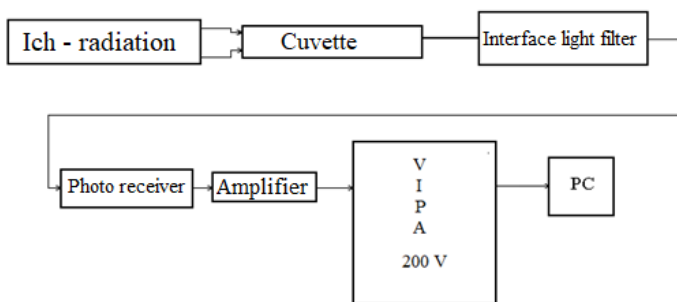 Ich - radiation
Cuvette
Interface light filter
Photo receiver
Amplifier
V
I
P
A
200 V
PC